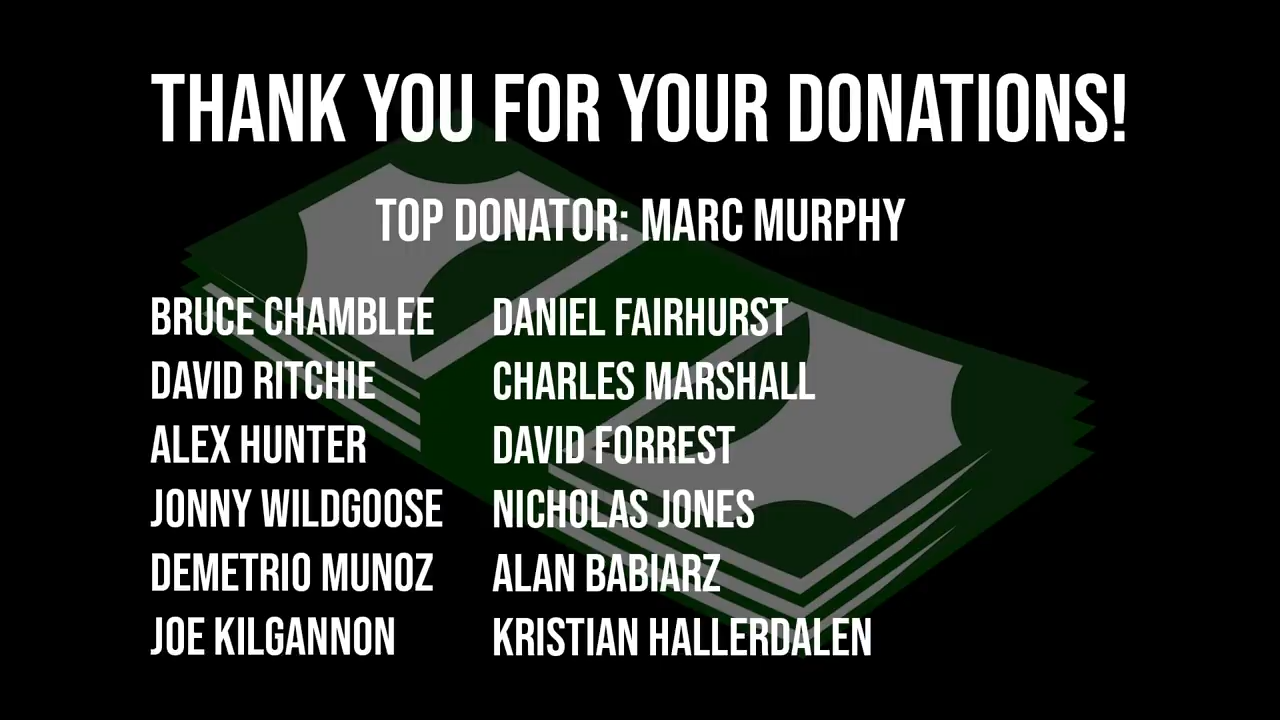 THANK YOU FOR YOUR DONATIONS!
TOP DONATOR: MARC MURPHY
BRUCE CHAMBLEE
DAVID RITCHIE
ALEX HUNTER
JONNY WILDGOOSE
DEMETRIO MUNOZ
JOE KILGANNON
DANIEL FAIRHURST
CHARLES MARSHALL
DAVID FORREST
NICHOLAS JONES
ALAN BABIARZ
KRISTIAN HALLERDALEN